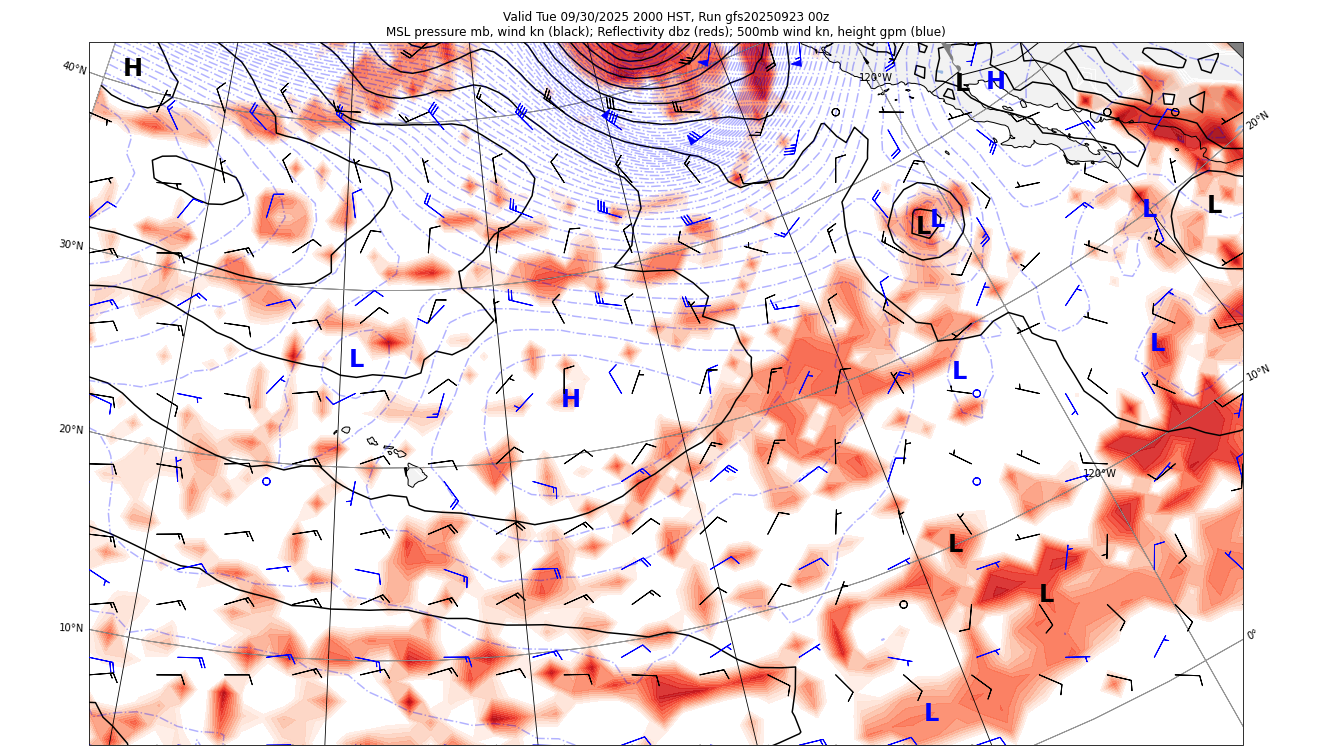 Valid Tue 09/30/2025 2000 HST, Run gfs20250923 00z
MSL pressure mb, wind kn (black); Reflectivity dbz (reds); 500mb wind kn, height gpm (blue)
40°N
H
120°W
L
H
20°N
L
L
L
L
30°N
L
L
L
H
10°N
20°N
120°W
L
L
10°N
0°
L